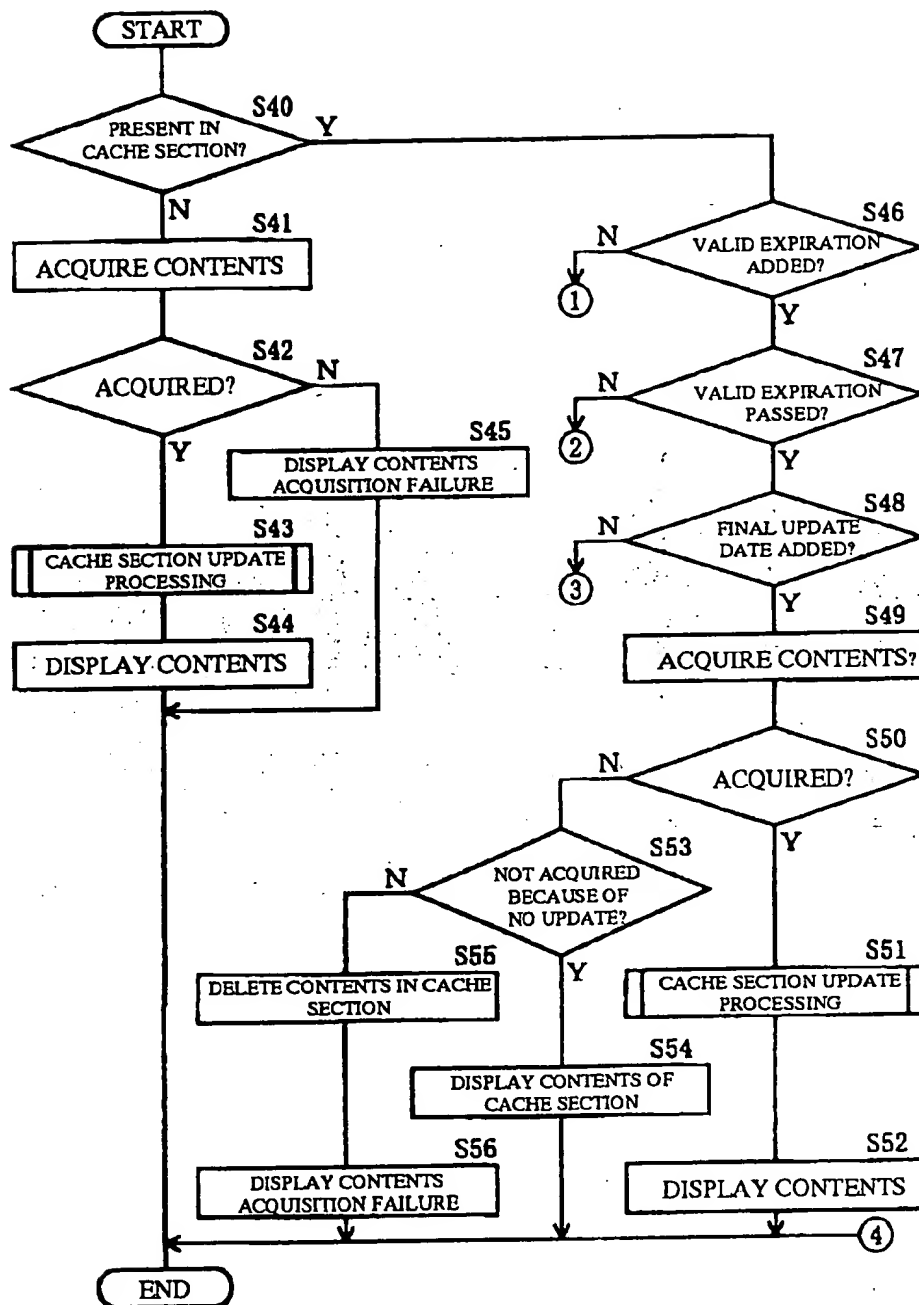 START
S40
PRESENT IN
CACHE SECTION?
Y
N
S41
ACQUIRE CONTENTS
S42
ACQUIRED?
N
Y
S45
DISPLAY CONTENTS
ACQUISITION FAILURE
S43
CACHE SECTION UPDATE
PROCESSING
S44
DISPLAY CONTENTS
S46
VALID EXPIRATION
ADDED?
N
1
Y
S47
VALID EXPIRATION
PASSED?
N
2
Y
S48
FINAL UPDATE
DATE ADDED?
N
3
Y
S49
ACQUIRE CONTENTS?
S50
ACQUIRED?
N
Y
S53
NOT ACQUIRED
BECAUSE OF
NO UPDATE?
N
Y
S55
DELETE CONTENTS IN CACHE
SECTION
S51
CACHE SECTION UPDATE
PROCESSING
S54
DISPLAY CONTENTS OF
CACHE SECTION
S56
DISPLAY CONTENTS
ACQUISITION FAILURE
S52
DISPLAY CONTENTS
4
END